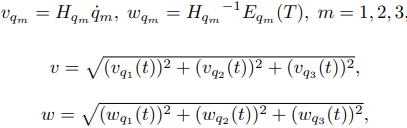 $v_{q_m} = H_{q_m} \dot{q}_m, \; w_{q_m} = H_{q_m}{}^{-1} E_{q_m}(T), \; m = 1, 2, 3,$
$v = \sqrt{(v_{q_1}(t))^2 + (v_{q_2}(t))^2 + (v_{q_3}(t))^2},$
$w = \sqrt{(w_{q_1}(t))^2 + (w_{q_2}(t))^2 + (w_{q_3}(t))^2},$